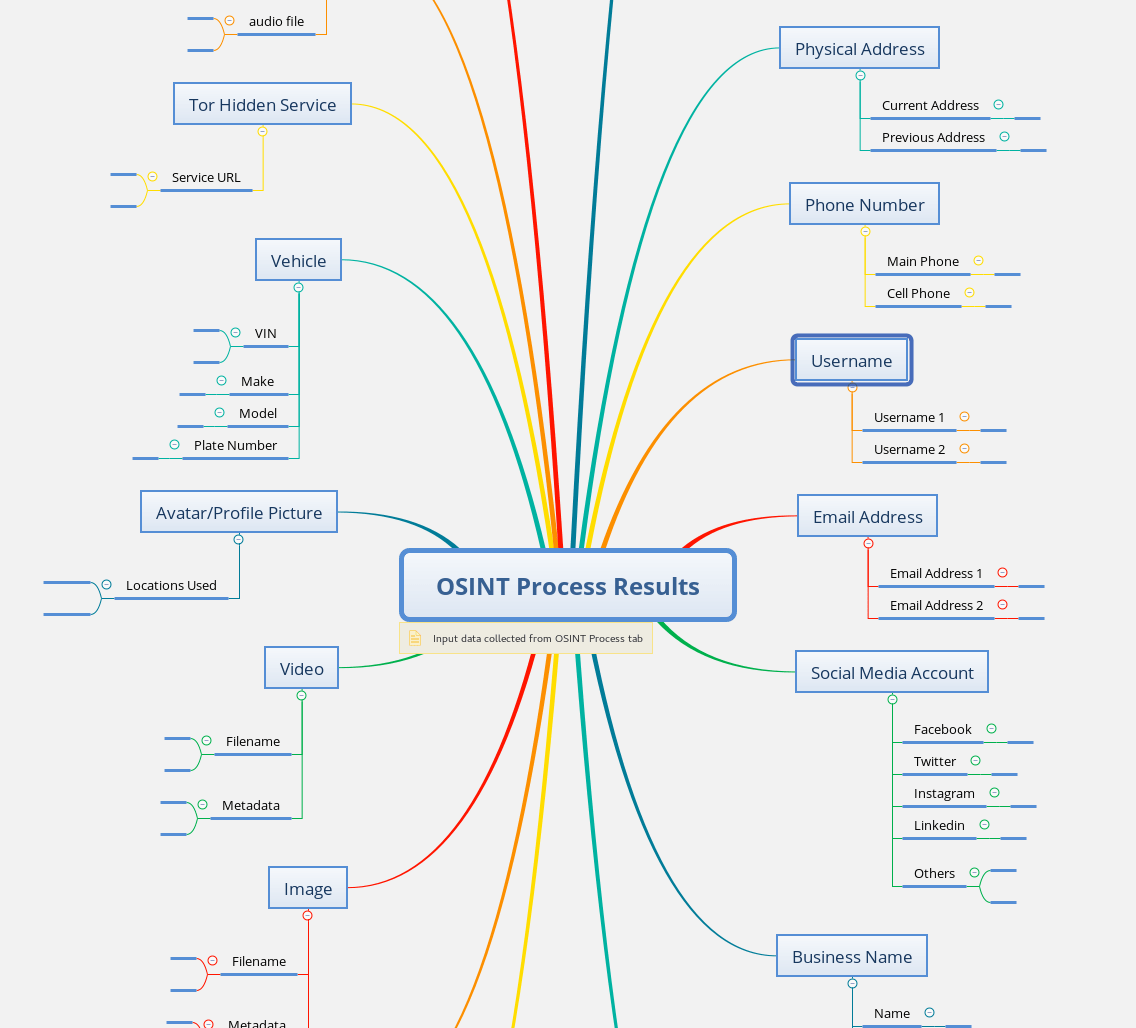 audio file
Tor Hidden Service
Service URL
Vehicle
VIN
Make
Model
Plate Number
Avatar/Profile Picture
Locations Used
Video
Filename
Metadata
Image
Filename
Metadata
OSINT Process Results
Input data collected from OSINT Process tab
Physical Address
Current Address
Previous Address
Phone Number
Main Phone
Cell Phone
Username
Username 1
Username 2
Email Address
Email Address 1
Email Address 2
Social Media Account
Facebook
Twitter
Instagram
Linkedin
Others
Business Name
Name